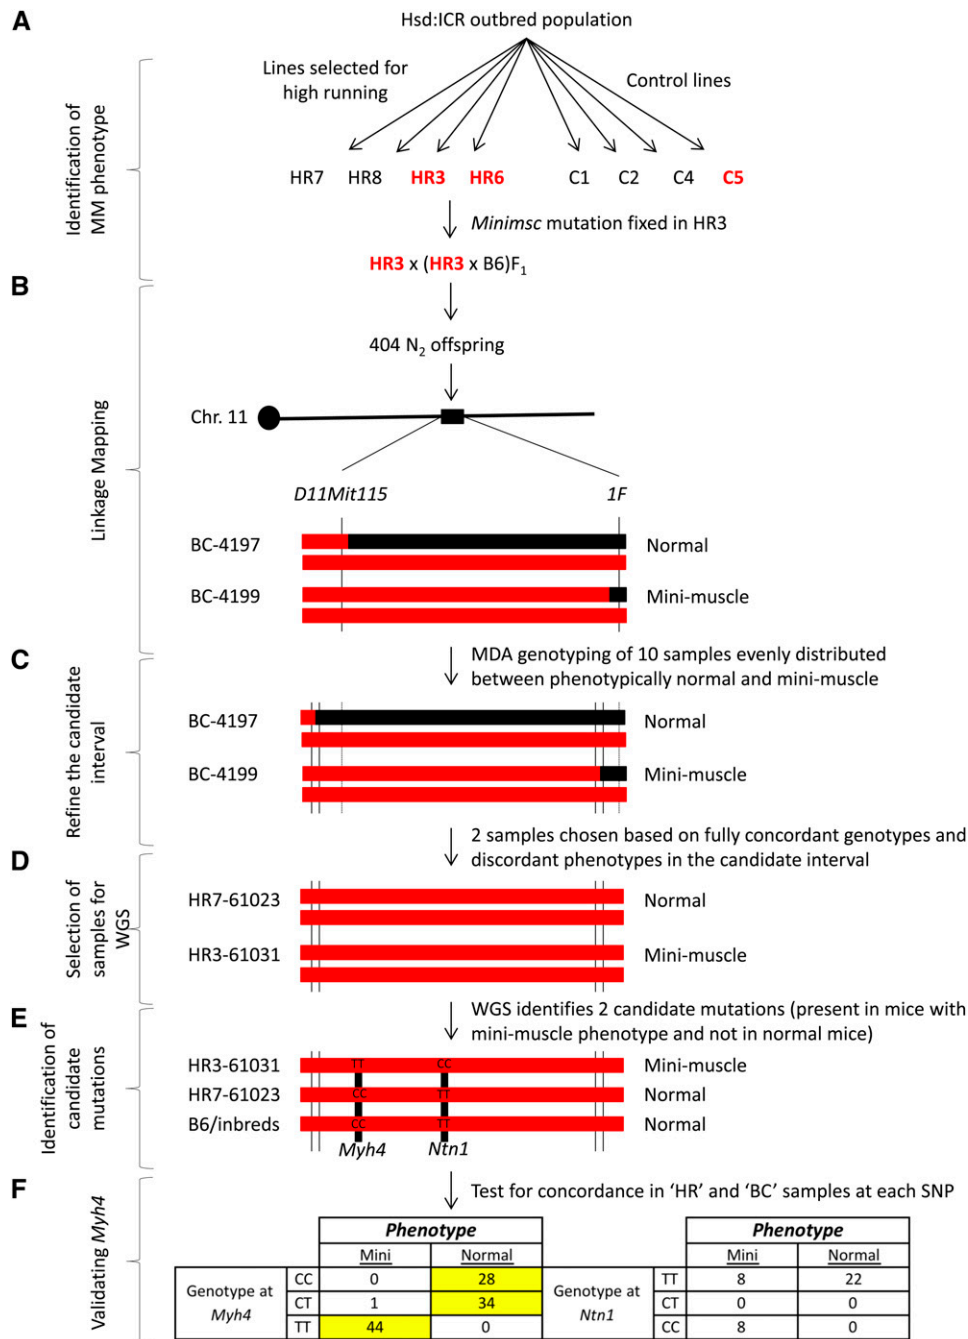 A
Hsd:ICR outbred population
Lines selected for
high running
Control lines
Identification of
MM phenotype
HR7 HR8 HR3 HR6 C1 C2 C4 C5
Minimsc mutation fixed in HR3
HR3 x (HR3 x B6)F1
B
404 N2 offspring
Linkage Mapping
Chr. 11
D11Mit115 1F
BC-4197 Normal
BC-4199 Mini-muscle
C
MDA genotyping of 10 samples evenly distributed
between phenotypically normal and mini-muscle
Refine the candidate
interval
BC-4197 Normal
BC-4199 Mini-muscle
2 samples chosen based on fully concordant genotypes and
discordant phenotypes in the candidate interval
D
Selection of
samples for
WGS
HR7-61023 Normal
HR3-61031 Mini-muscle
WGS identifies 2 candidate mutations (present in mice with
mini-muscle phenotype and not in normal mice)
E
Identification of
candidate
mutations
HR3-61031 TT CC Mini-muscle
HR7-61023 CC TT Normal
B6/inbreds CC TT Normal
Myh4 Ntn1
F
Test for concordance in ‘HR’ and ‘BC’ samples at each SNP
Validating Myh4
Phenotype
Mini Normal
Genotype at
Myh4
CC 0 28
CT 1 34
TT 44 0
Phenotype
Mini Normal
Genotype at
Ntn1
TT 8 22
CT 0 0
CC 8 0